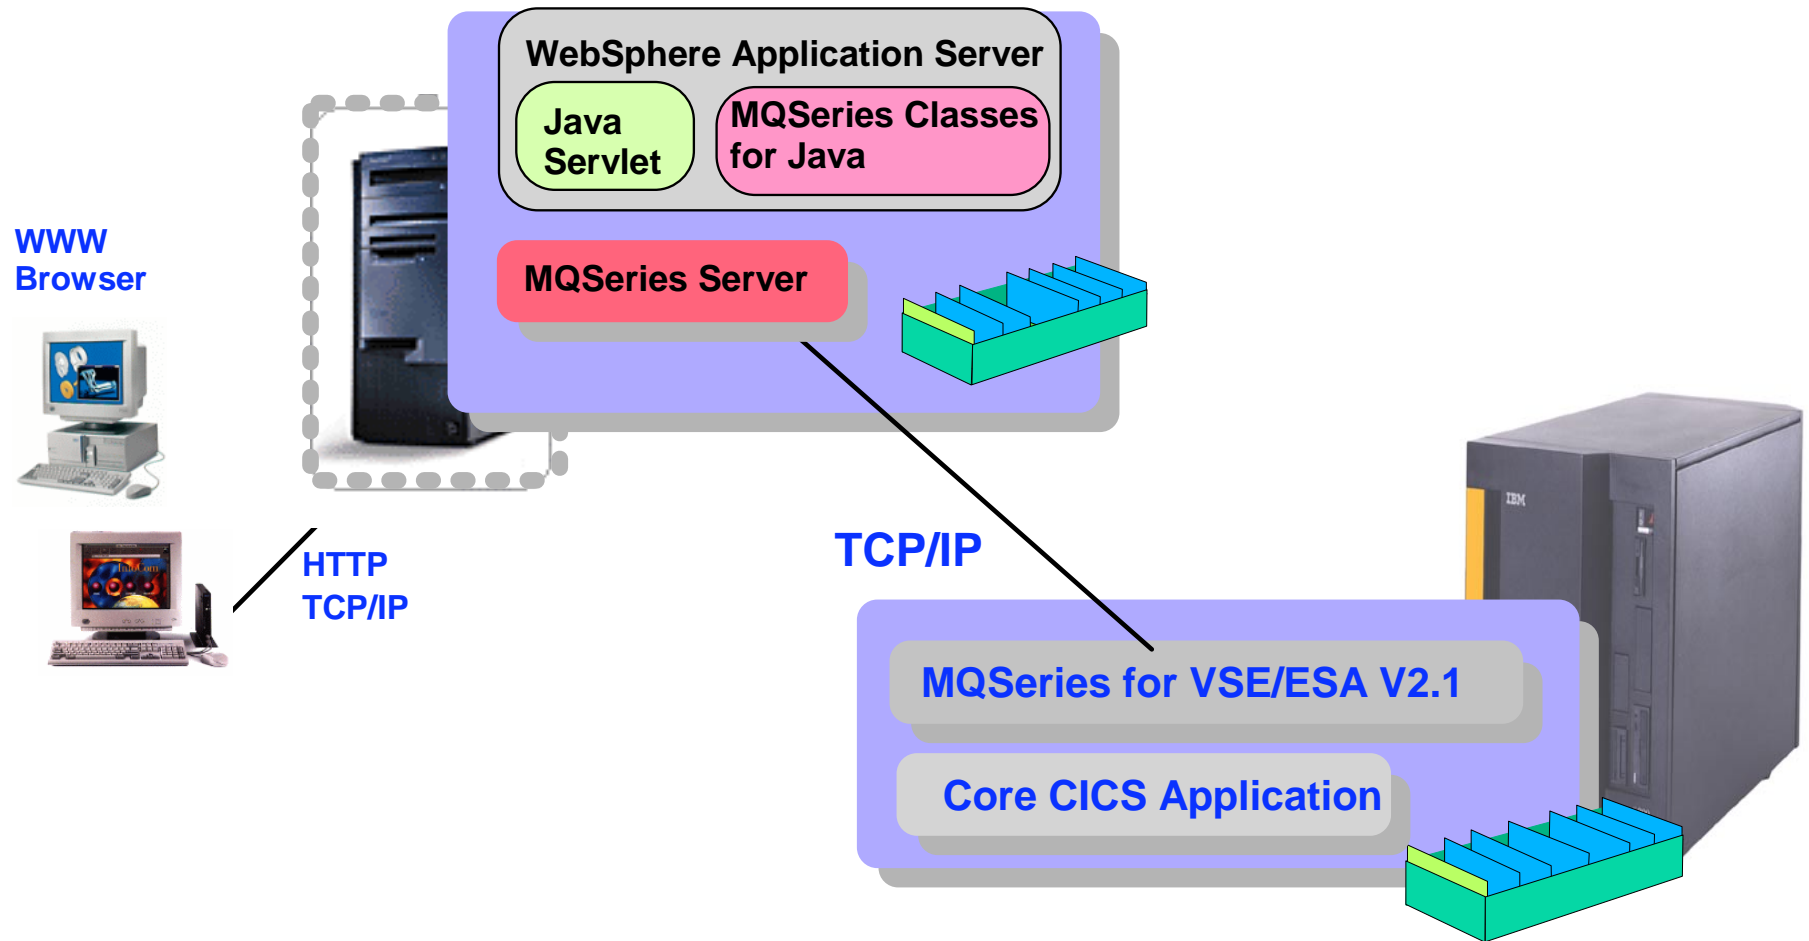 WebSphere Application Server
Java
Servlet
MQSeries Classes
for Java
WWW
Browser
MQSeries Server
InfoCom
HTTP
TCP/IP
TCP/IP
IBM
MQSeries for VSE/ESA V2.1
Core CICS Application